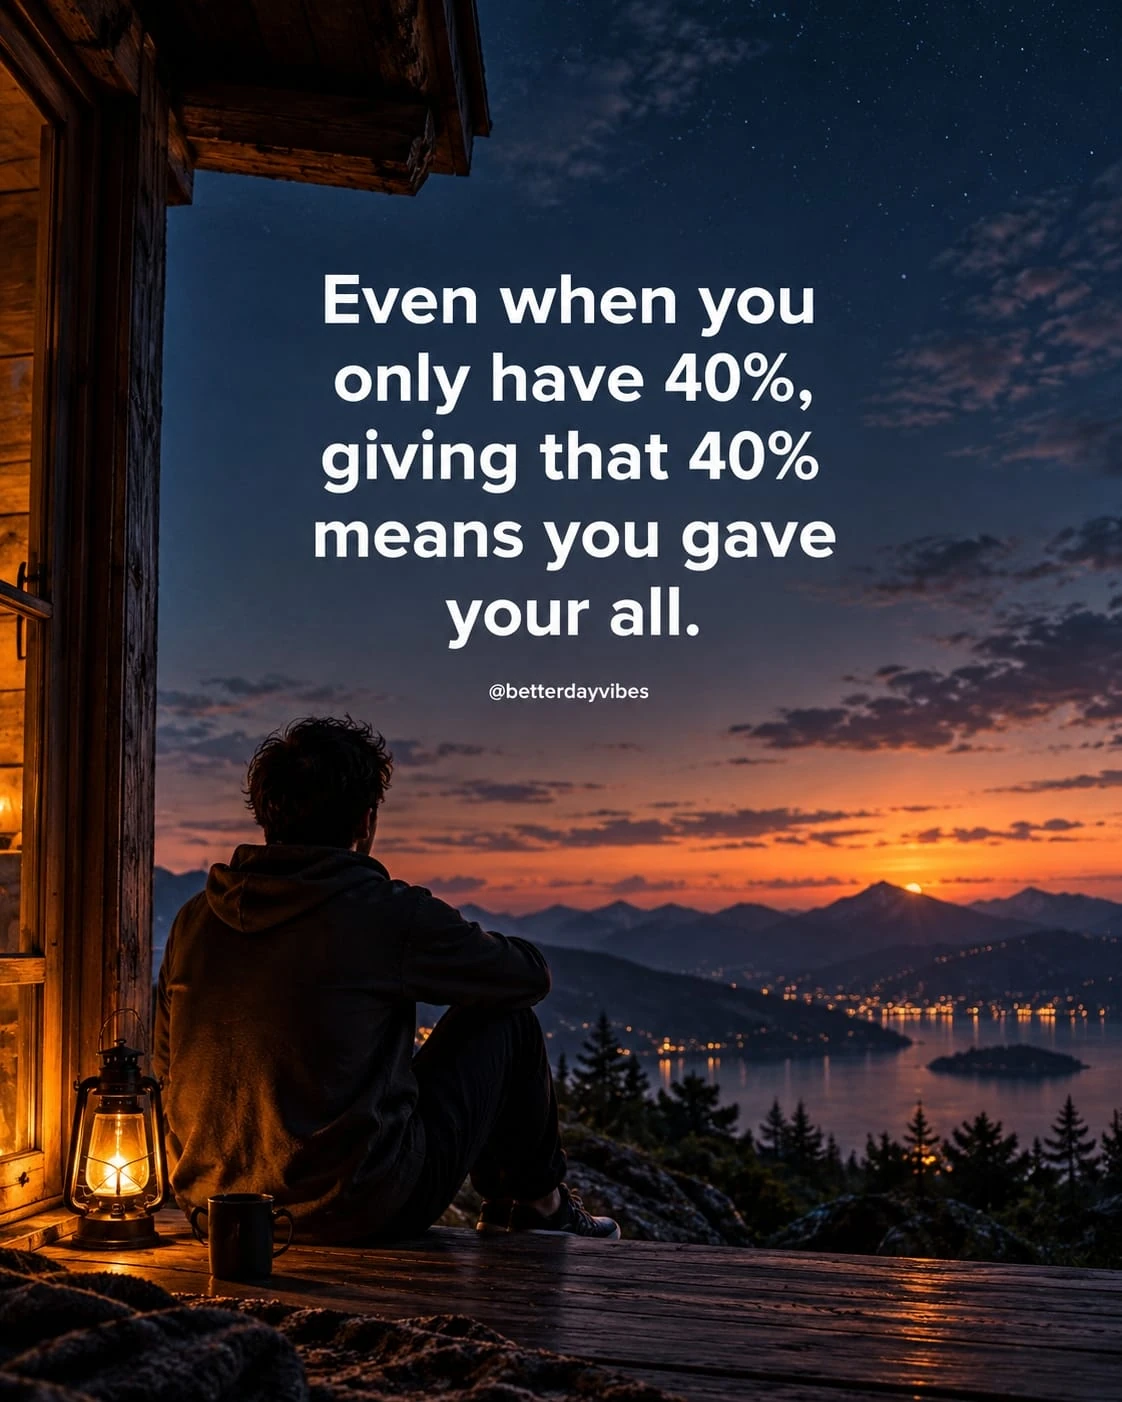 Even when you
only have 40%,
giving that 40%
means you gave
your all.
@betterdayvibes